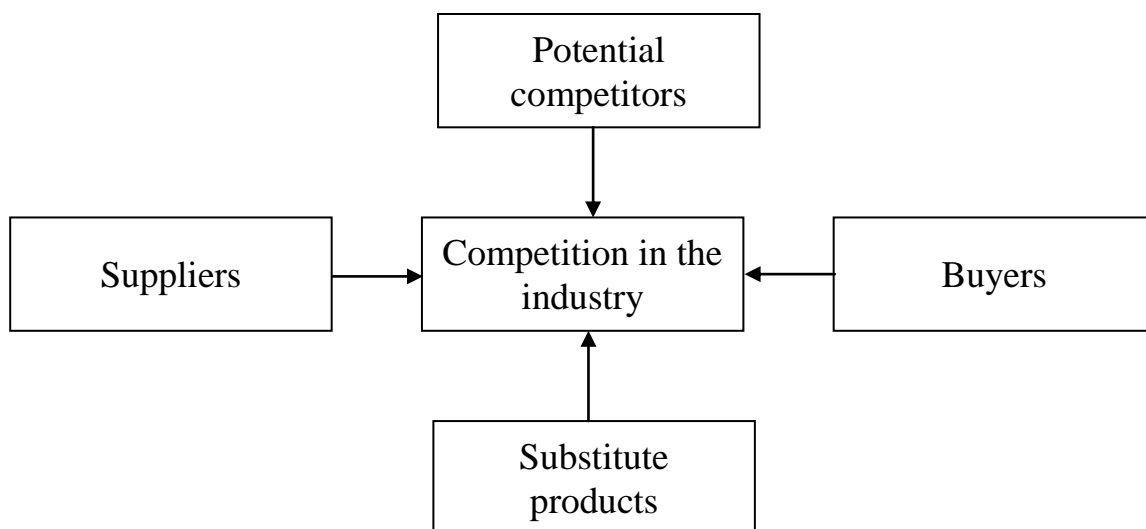 Potential
competitors
Suppliers
Competition in the
industry
Buyers
Substitute
products